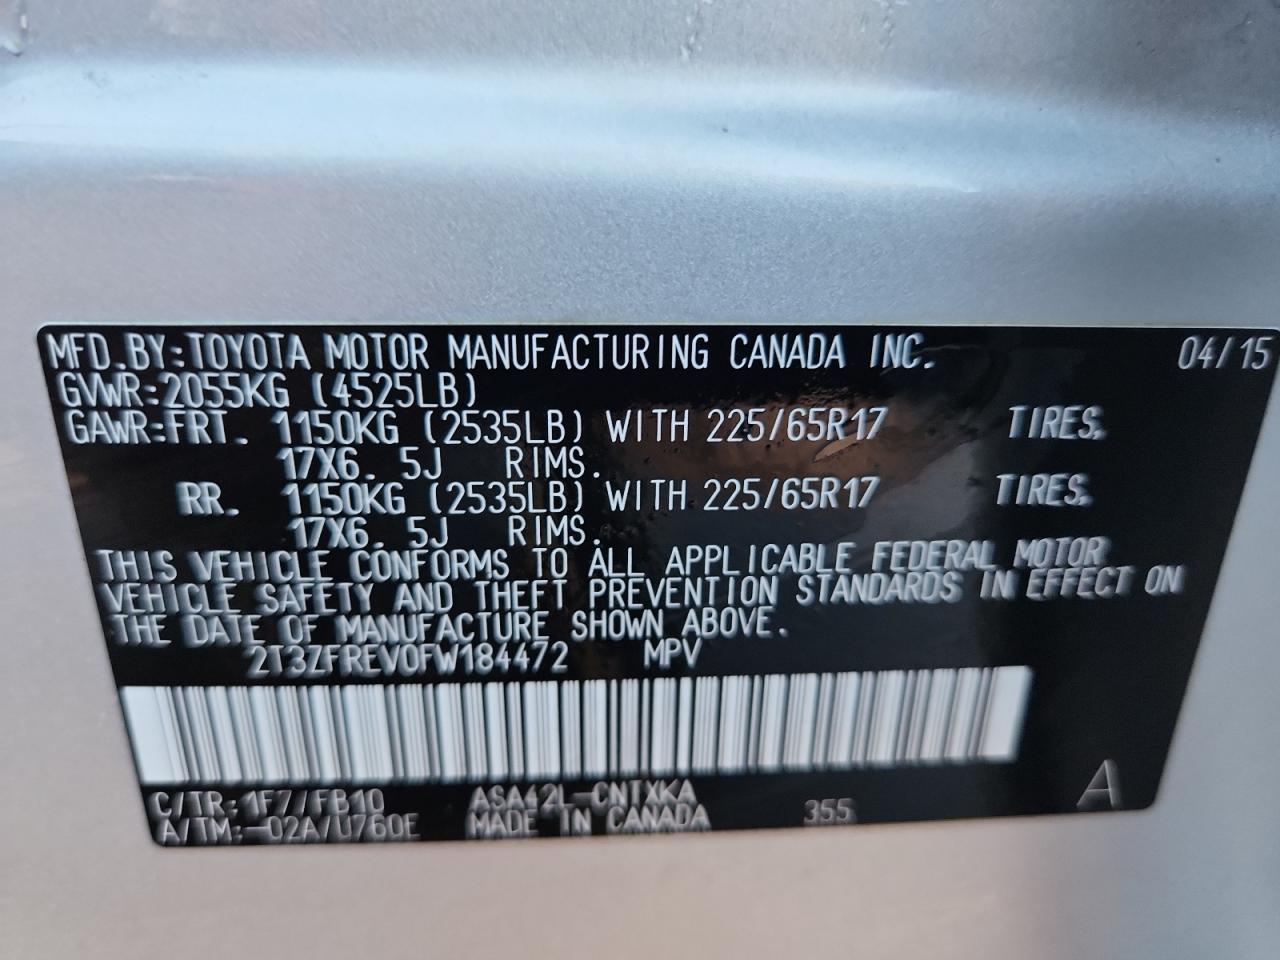 MFD.BY:TOYOTA MOTOR MANUFACTURING CANADA INC. 04/15
GVWR:2055KG (4525LB)
GAWR:FRT. 1150KG (2535LB) WITH 225/65R17 TIRES,
17X6.5J RIMS.
RR. 1150KG (2535LB) WITH 225/65R17 TIRES,
17X6.5J RIMS.
THIS VEHICLE CONFORMS TO ALL APPLICABLE FEDERAL MOTOR
VEHICLE SAFETY AND THEFT PREVENTION STANDARDS IN EFFECT ON
THE DATE OF MANUFACTURE SHOWN ABOVE.
2T3ZFREV0FW184472 MPV
C/TR:1F7/FB10 ASA42L-CNTXKA
A/TM:-02A/U760E MADE IN CANADA 355 A